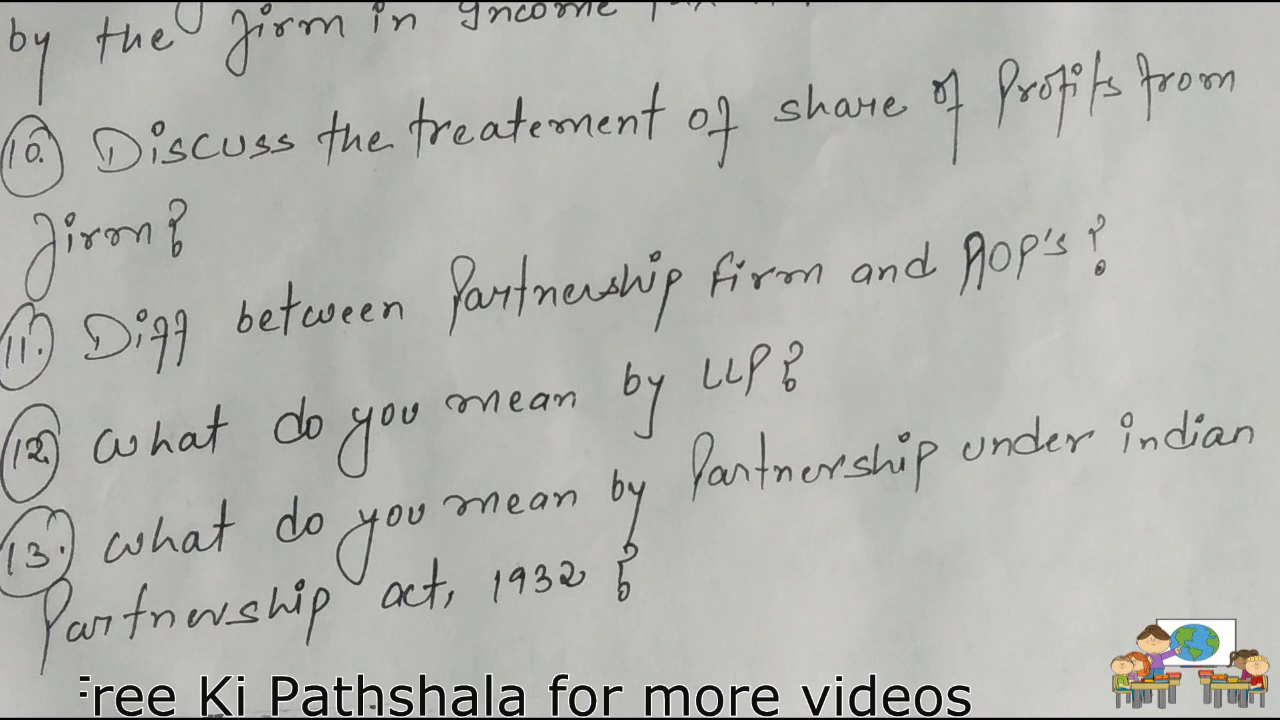 by the firm in Income
10. Discuss the treatement of share of Profits from
firm?
11. Diff between Partnership firm and AOP's?
12. What do you mean by LLP?
13. What do you mean by Partnership under indian
Partnership act, 1932?
Free Ki Pathshala for more videos